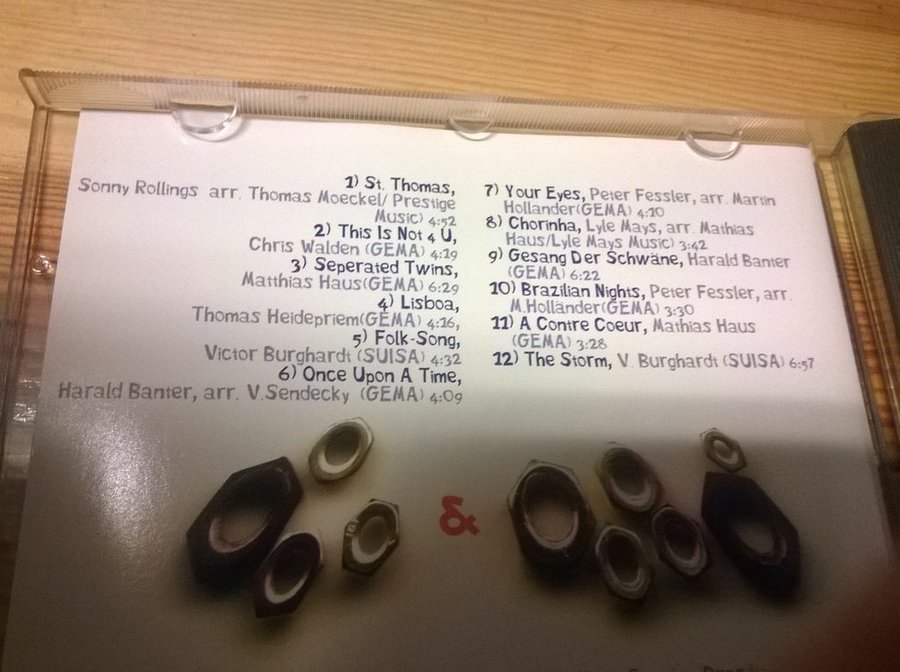 1) St. Thomas,
Sonny Rollings arr. Thomas Moeckel/ Prestige
Music) 4:52
2) This Is Not 4 U,
Chris Walden (GEMA) 4:29
3) Seperated Twins,
Matthias Haus(GEMA) 6:29
4) Lisboa,
Thomas Heidepriem(GEMA) 4:26,
5) Folk-Song,
Victor Burghardt (SUISA) 4:32
6) Once Upon A Time,
Harald Banter, arr. V.Sendecky (GEMA) 4:09
7) Your Eyes, Peter Fessler, arr. Martin
Holländer(GEMA) 4:20
8) Chorinha, Lyle Mays, arr. Mathias
Haus/Lyle Mays Music) 3:42
9) Gesang Der Schwäne, Harald Banter
(GEMA) 6:22
10) Brazilian Nights, Peter Fessler, arr.
M.Holländer(GEMA) 3:30
11) A Contre Coeur, Mathias Haus
(GEMA) 3:28
12) The Storm, V. Burghardt (SUISA) 6:57
&